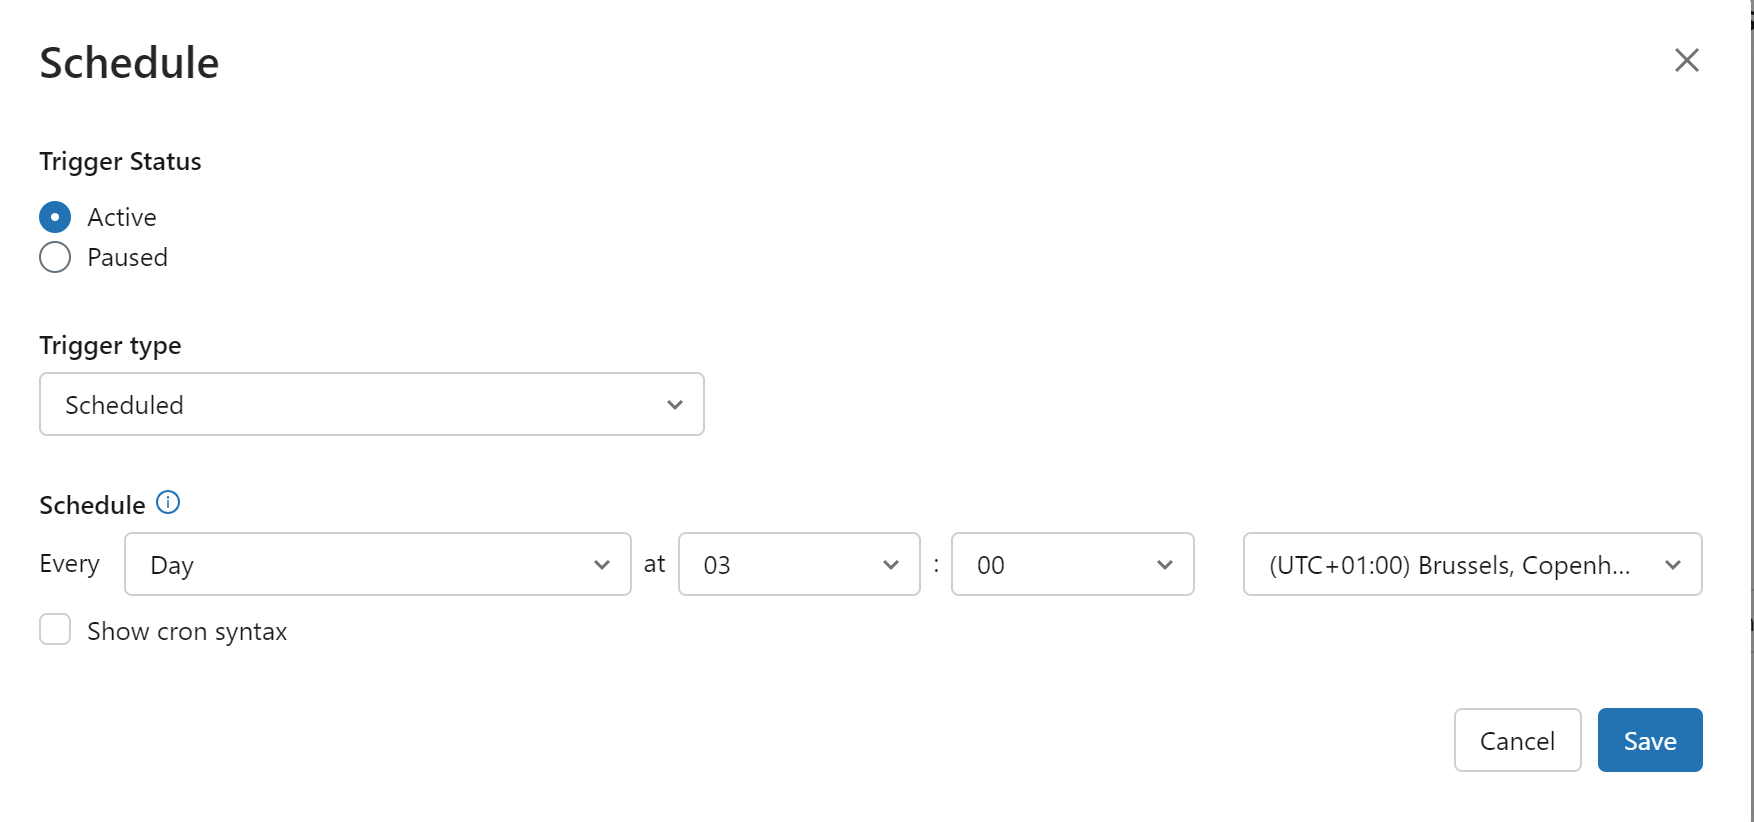 Schedule
Trigger Status
Active
Paused
Trigger type
Scheduled
Schedule
Every Day at 03 : 00 (UTC+01:00) Brussels, Copenh...
Show cron syntax
Cancel Save